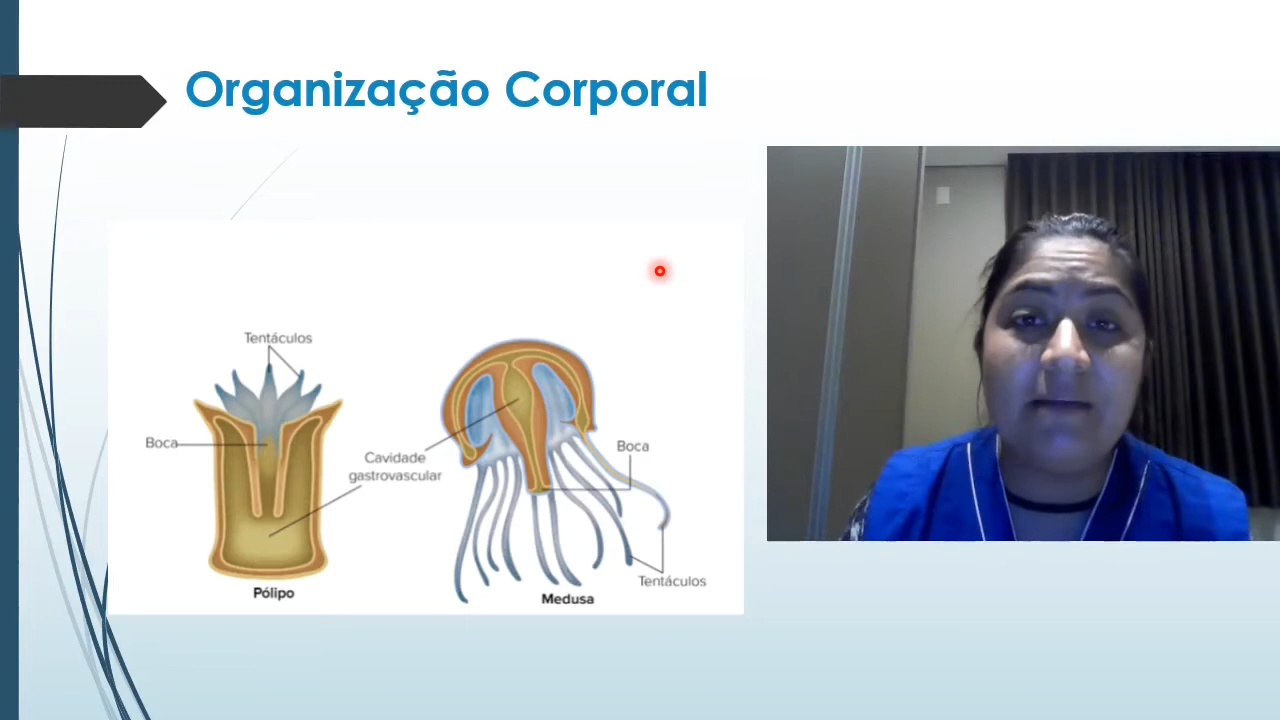 Organização Corporal
Tentáculos
Boca
Cavidade
gastrovascular
Pólipo
Boca
Tentáculos
Medusa